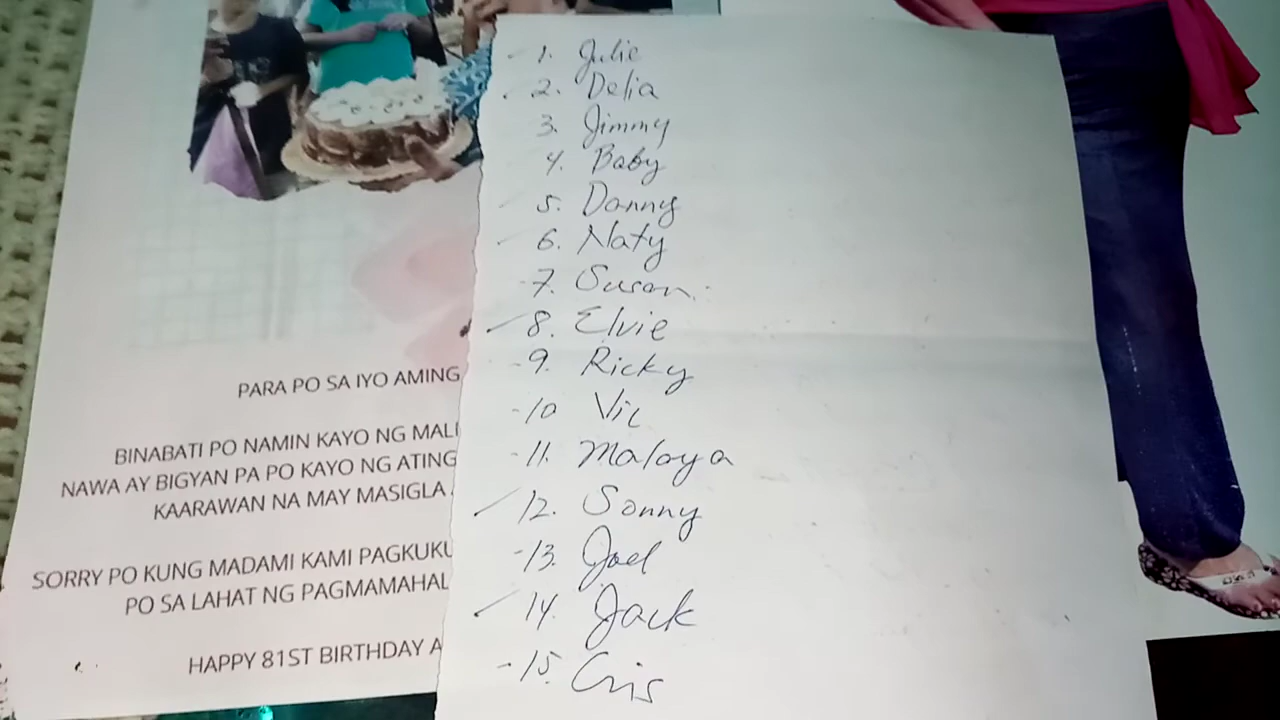 1. Julie
2. Delia
3. Jimmy
4. Baby
5. Danny
6. Naty
7. Susan
8. Elvie
9. Ricky
10 Vic
11. Malaya
12. Sonny
13. Joel
14. Jack
15. Cris
PARA PO SA IYO AMING
BINABATI PO NAMIN KAYO NG
NAWA AY BIGYAN PA PO KAYO NG ATING
KAARAWAN NA MAY MASIGLA
SORRY PO KUNG MADAMI KAMI
PO SA LAHAT NG PAGMAMAHAL
HAPPY 81ST BIRTHDAY